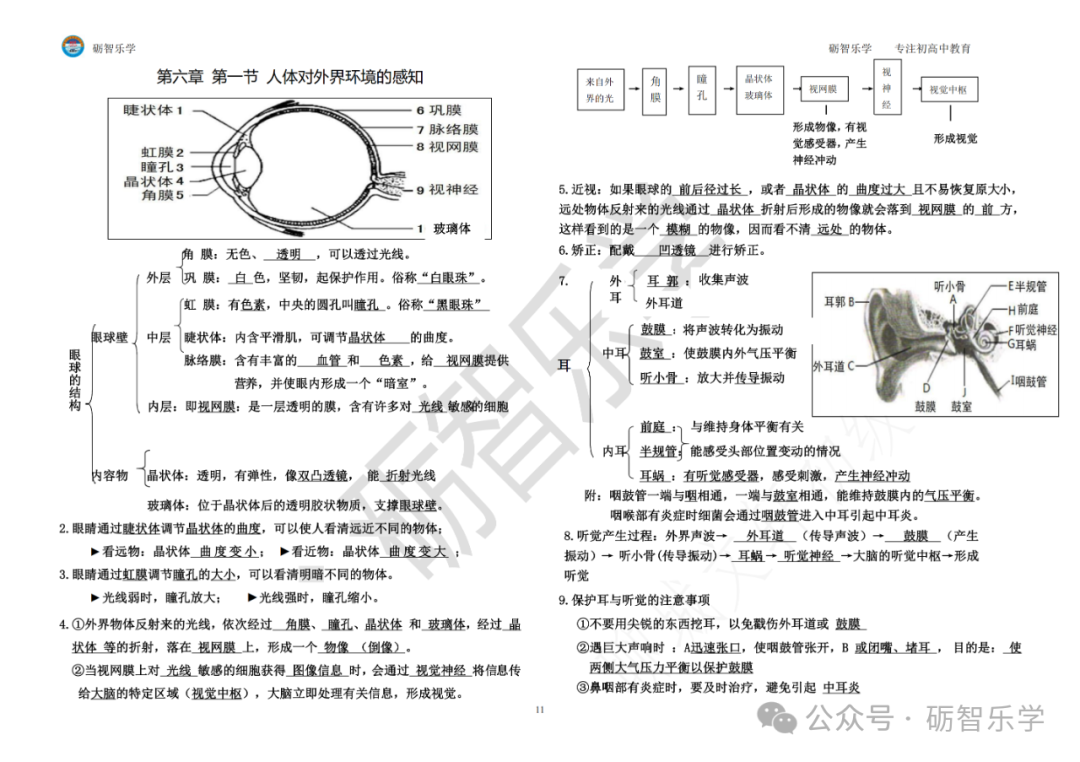 砺智乐学
第六章 第一节 人体对外界环境的感知
睫状体 1
虹膜 2
瞳孔 3
晶状体 4
角膜 5
6 巩膜
7 脉络膜
8 视网膜
9 视神经
1 玻璃体
眼球的结构
眼球壁
外层
角 膜：无色、 透明 ，可以透过光线。
巩 膜： 白 色，坚韧，起保护作用。俗称“白眼珠”。
中层
虹 膜：有色素，中央的圆孔叫瞳孔 。俗称“黑眼珠”
睫状体：内含平滑肌，可调节晶状体 的曲度。
脉络膜：含有丰富的 血管 和 色素 ，给 视网膜提供
营养，并使眼内形成一个“暗室”。
内层：即视网膜：是一层透明的膜，含有许多对 光线 敏感的细胞
内容物
晶状体：透明，有弹性，像双凸透镜， 能 折射光线
玻璃体：位于晶状体后的透明胶状物质，支撑眼球壁。
2.眼睛通过睫状体调节晶状体的曲度，可以使人看清远近不同的物体；
►看远物：晶状体 曲度变小； ►看近物：晶状体 曲度变大 ；
3.眼睛通过虹膜调节瞳孔的大小，可以看清明暗不同的物体。
►光线弱时，瞳孔放大； ►光线强时，瞳孔缩小。
4.①外界物体反射来的光线，依次经过 角膜、 瞳孔、晶状体 和 玻璃体，经过 晶
状体 等的折射，落在 视网膜 上，形成一个 物像 （倒像）。
②当视网膜上对 光线 敏感的细胞获得 图像信息 时,会通过 视觉神经 将信息传
给大脑的特定区域（视觉中枢），大脑立即处理有关信息，形成视觉。
砺智乐学 专注初高中教育
来自外界的光
角膜
瞳孔
晶状体
玻璃体
视网膜
视神经
视觉中枢
形成物像，有视
觉感受器，产生
神经冲动
形成视觉
5.近视：如果眼球的 前后径过长 ，或者 晶状体 的 曲度过大 且不易恢复原大小，
远处物体反射来的光线通过 晶状体 折射后形成的物像就会落到 视网膜 的 前 方，
这样看到的是一个 模糊 的物像，因而看不清 远处 的物体。
6.矫正：配戴 凹透镜 进行矫正。
7.
耳
外耳
耳 郭 ：收集声波
外耳道
中耳
鼓膜 ：将声波转化为振动
鼓室 ：使鼓膜内外气压平衡
听小骨 ：放大并传导振动
内耳
前庭 ： 与维持身体平衡有关
半规管：能感受头部位置变动的情况
耳蜗 ：有听觉感受器，感受刺激，产生神经冲动
耳郭 B
外耳道 C
听小骨
A
E 半规管
H 前庭
F 听觉神经
G 耳蜗
I 咽鼓管
D
鼓膜
J
鼓室
附：咽鼓管一端与咽相通，一端与鼓室相通，能维持鼓膜内的气压平衡。
咽喉部有炎症时细菌会通过咽鼓管进入中耳引起中耳炎。
8.听觉产生过程：外界声波→ 外耳道 （传导声波）→ 鼓膜 （产生
振动）→ 听小骨(传导振动)→ 耳蜗→ 听觉神经 →大脑的听觉中枢→形成
听觉
9.保护耳与听觉的注意事项
①不要用尖锐的东西挖耳，以免戳伤外耳道或 鼓膜
②遇巨大声响时 ：A迅速张口，使咽鼓管张开，B 或闭嘴、堵耳 ， 目的是： 使
两侧大气压力平衡以保护鼓膜
③鼻咽部有炎症时，要及时治疗，避免引起 中耳炎
11
砺智乐学
公众号 · 砺智乐学